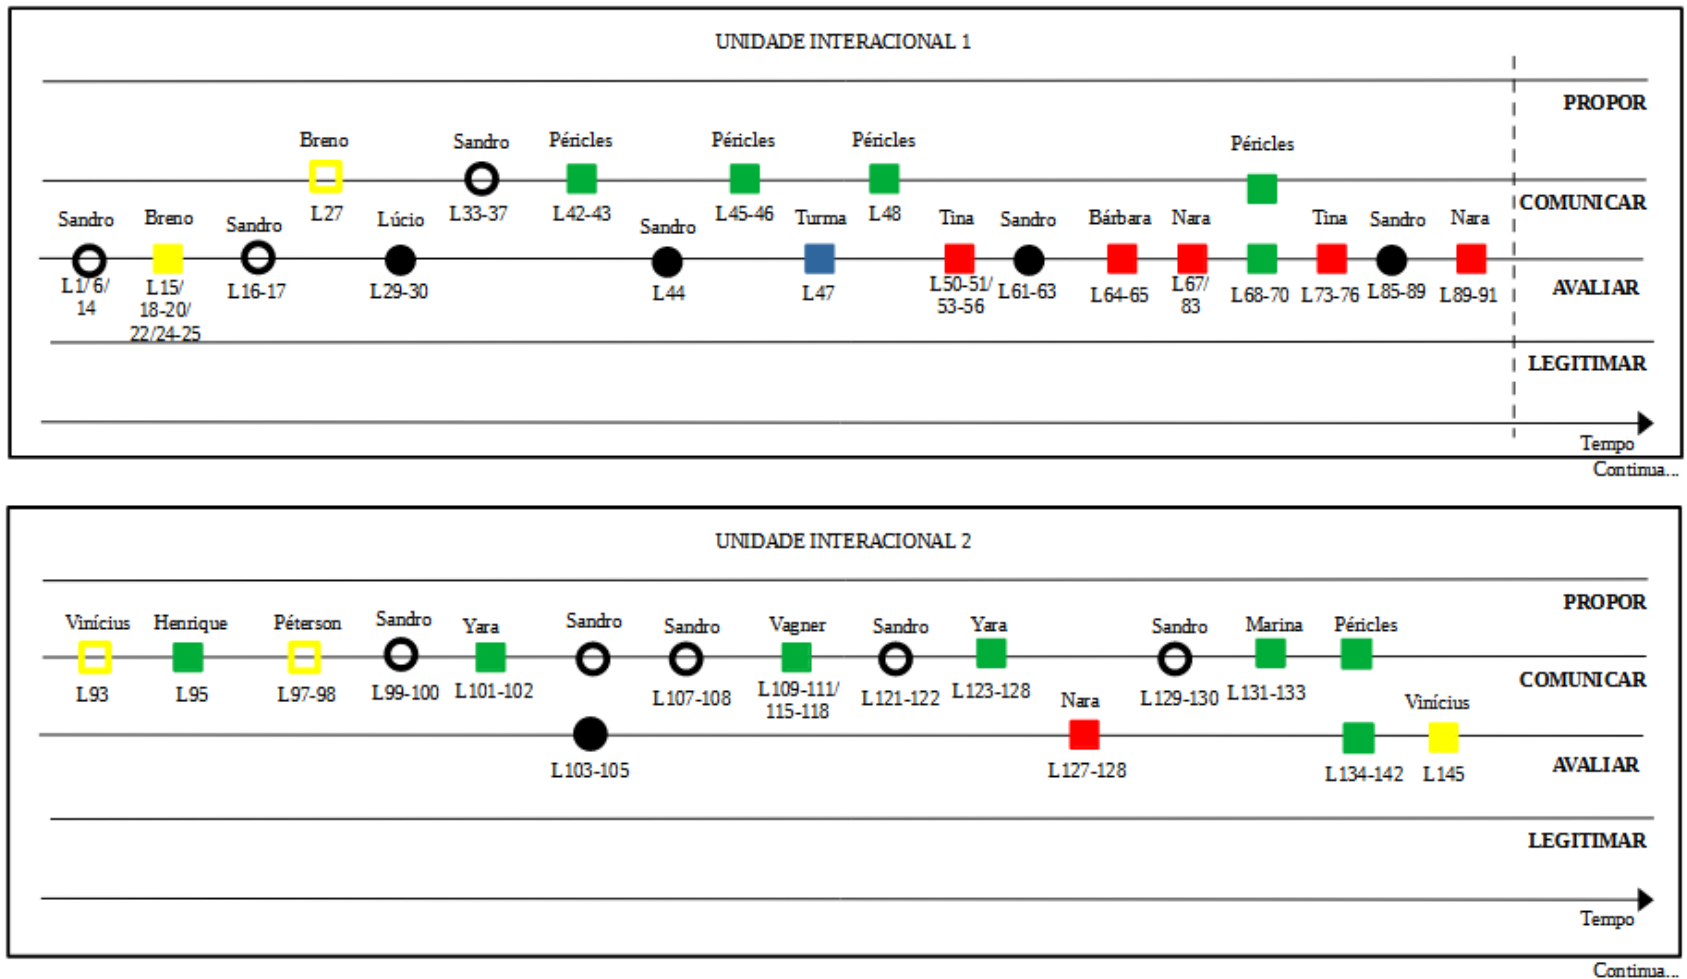 UNIDADE INTERACIONAL 1
PROPOR
Breno
Sandro
Péricles
Péricles
Péricles
Péricles
L27
L33-37
L42-43
L45-46
L48
COMUNICAR
Sandro
Breno
Sandro
Lúcio
Sandro
Turma
Tina
Sandro
Bárbara
Nara
Tina
Sandro
Nara
L1/6/
14
L15/
18-20/
22/24-25
L16-17
L29-30
L44
L47
L50-51/
53-56
L61-63
L64-65
L67/
83
L68-70
L73-76
L85-89
L89-91
AVALIAR
LEGITIMAR
Tempo
Continua...
UNIDADE INTERACIONAL 2
PROPOR
Vinícius
Henrique
Péterson
Sandro
Yara
Sandro
Sandro
Vagner
Sandro
Yara
Sandro
Marina
Péricles
L93
L95
L97-98
L99-100
L101-102
L107-108
L109-111/
115-118
L121-122
L123-128
L129-130
L131-133
COMUNICAR
Nara
Vinícius
L103-105
L127-128
L134-142
L145
AVALIAR
LEGITIMAR
Tempo
Continua...